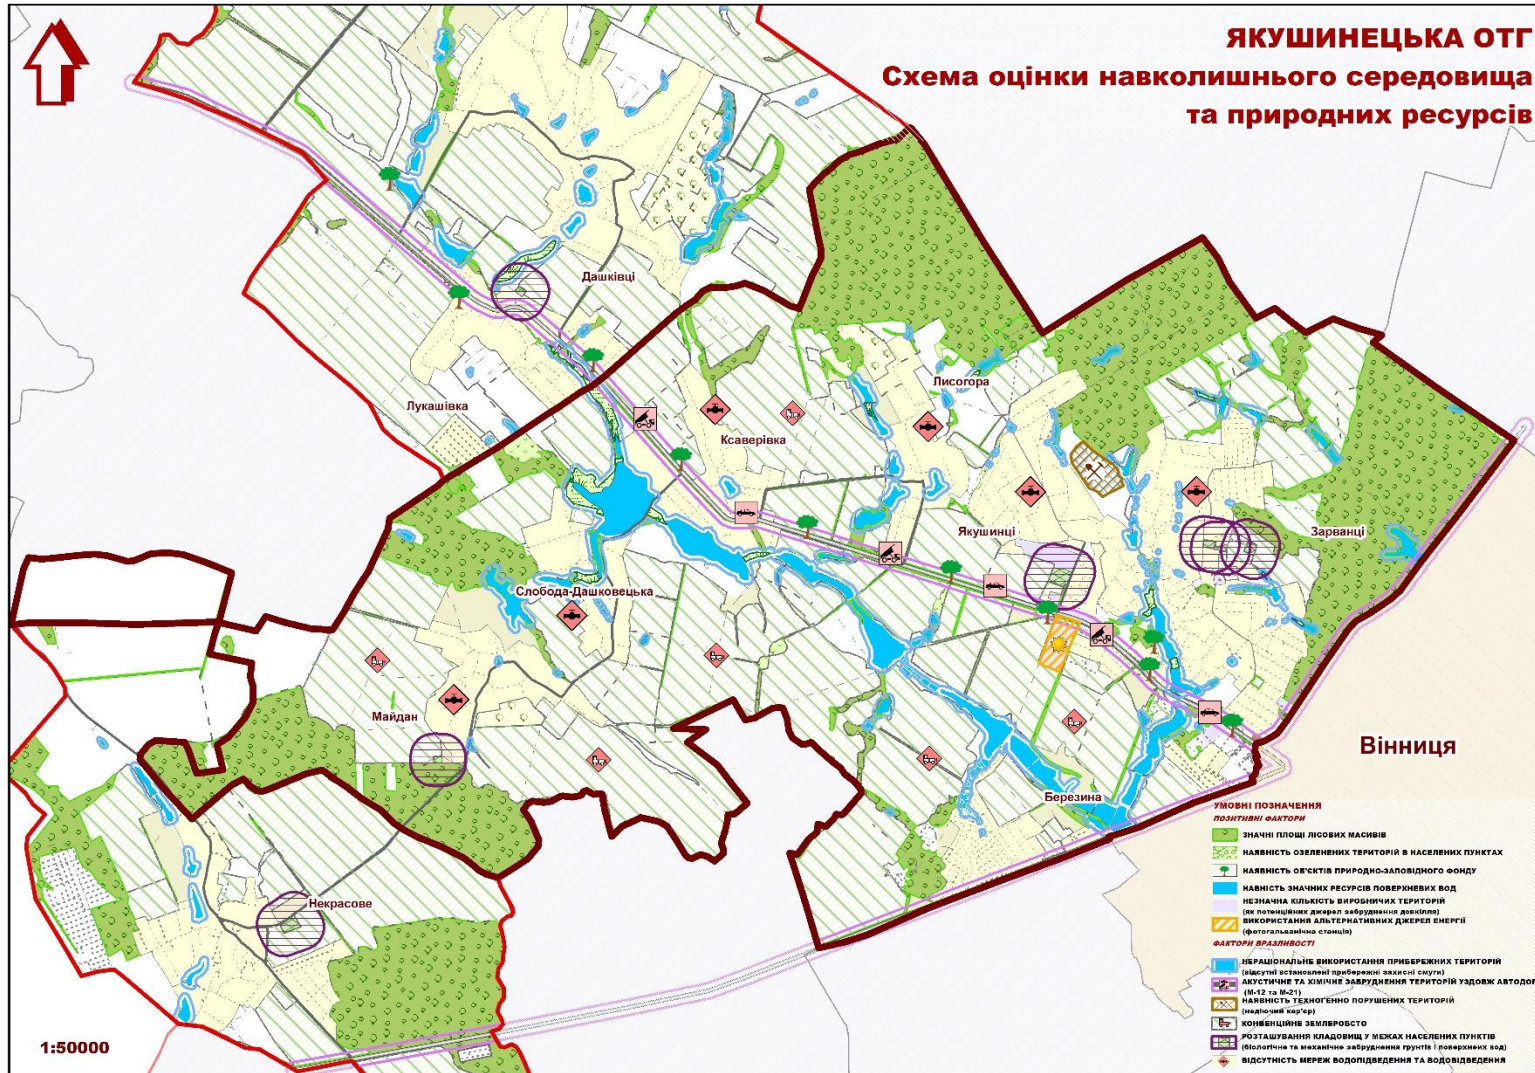 ЯКУШИНЕЦЬКА ОТГ
Схема оцінки навколишнього середовища
та природних ресурсів
Дашківці
Лукашівка
Лисогора
Ксаверівка
Якушинці
Зарванці
Слобода-Дашковецька
Майдан
Березина
Некрасове
Вінниця
1:50000
УМОВНІ ПОЗНАЧЕННЯ
ПОЗИТИВНІ ФАКТОРИ
ЗНАЧНІ ПЛОЩІ ЛІСОВИХ МАСИВІВ
НАЯВНІСТЬ ОЗЕЛЕНЕНИХ ТЕРИТОРІЙ В НАСЕЛЕНИХ ПУНКТАХ
НАЯВНІСТЬ ОБ'ЄКТІВ ПРИРОДНО-ЗАПОВІДНОГО ФОНДУ
НАВНІСТЬ ЗНАЧНИХ РЕСУРСІВ ПОВЕРХНЕВИХ ВОД
НЕЗНАЧНА КІЛЬКІСТЬ ВИРОБНИЧИХ ТЕРИТОРІЙ
(як потенційних джерел забруднення довкілля)
ВИКОРИСТАННЯ АЛЬТЕРНАТИВНИХ ДЖЕРЕЛ ЕНЕРГІЇ
(фотогальванічна станція)
ФАКТОРИ ВРАЗЛИВОСТІ
НЕРАЦІОНАЛЬНЕ ВИКОРИСТАННЯ ПРИБЕРЕЖНИХ ТЕРИТОРІЙ
(відсутні встановлені прибережні захисні смуги)
АКУСТИЧНЕ ТА ХІМІЧНЕ ЗАБРУДНЕННЯ ТЕРИТОРІЙ УЗДОВЖ АВТОДОРІ
(М-12 та М-21)
НАЯВНІСТЬ ТЕХНОГЕННО ПОРУШЕНИХ ТЕРИТОРІЙ
(недіючий кар'єр)
КОНВЕНЦІЙНЕ ЗЕМЛЕРОБСТО
РОЗТАШУВАННЯ КЛАДОВИЩ У МЕЖАХ НАСЕЛЕНИХ ПУНКТІВ
(біологічне та механічне забруднення грунтів і поверхневих вод)
ВІДСУТНІСТЬ МЕРЕЖ ВОДОПІДВЕДЕННЯ ТА ВОДОВІДВЕДЕННЯ